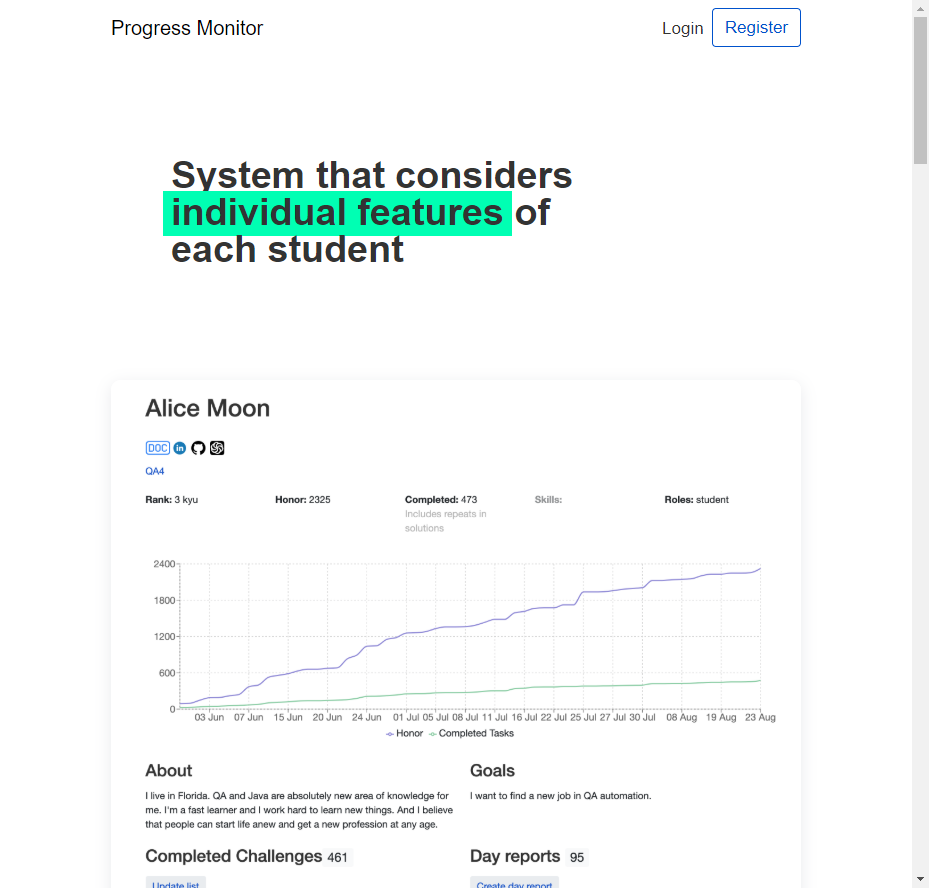 Progress Monitor
Login Register
System that considers
individual features of
each student
Alice Moon
DOC in
QA4
Rank: 3 kyu Honor: 2325 Completed: 473 Skills: Roles: student
Includes repeats in
solutions
2400
1800
1200
600
0
03 Jun 07 Jun 15 Jun 20 Jun 24 Jun 01 Jul 05 Jul 08 Jul 11 Jul 16 Jul 22 Jul 25 Jul 27 Jul 30 Jul 08 Aug 19 Aug 23 Aug
Honor Completed Tasks
About
I live in Florida. QA and Java are absolutely new area of knowledge for
me. I'm a fast learner and I work hard to learn new things. And I believe
that people can start life anew and get a new profession at any age.
Goals
I want to find a new job in QA automation.
Completed Challenges 461
Update list
Day reports 95
Create day report